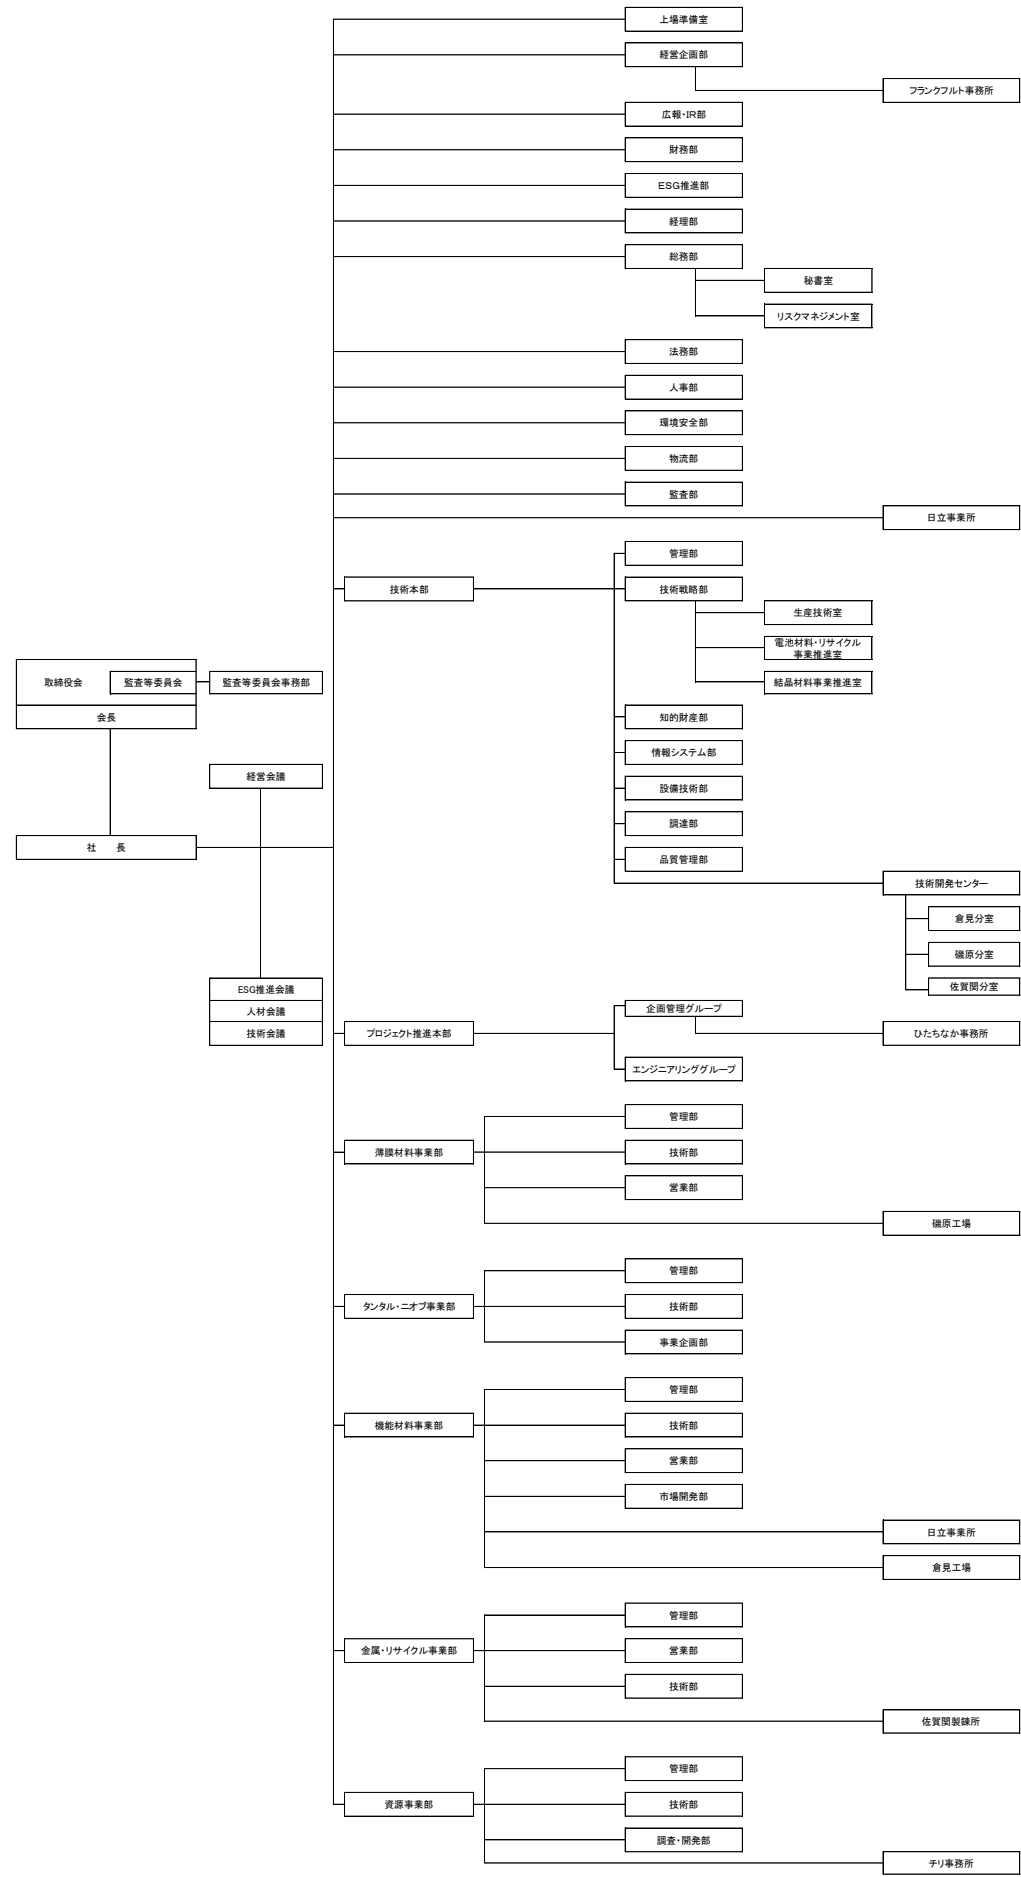 上場準備室
経営企画部
フランクフルト事務所
広報・IR部
財務部
ESG推進部
経理部
総務部
秘書室
リスクマネジメント室
法務部
人事部
環境安全部
物流部
監査部
日立事業所
管理部
技術本部
技術戦略部
生産技術室
電池材料・リサイクル
事業推進室
結晶材料事業推進室
取締役会
監査等委員会
監査等委員会事務部
会長
知的財産部
情報システム部
経営会議
設備技術部
調達部
社　　長
品質管理部
技術開発センター
倉見分室
磯原分室
佐賀関分室
ESG推進会議
人材会議
技術会議
企画管理グループ
プロジェクト推進本部
ひたちなか事務所
エンジニアリンググループ
管理部
薄膜材料事業部
技術部
営業部
磯原工場
管理部
タンタル・ニオブ事業部
技術部
事業企画部
管理部
機能材料事業部
技術部
営業部
市場開発部
日立事業所
倉見工場
管理部
金属・リサイクル事業部
営業部
技術部
佐賀関製錬所
管理部
資源事業部
技術部
調査・開発部
チリ事務所